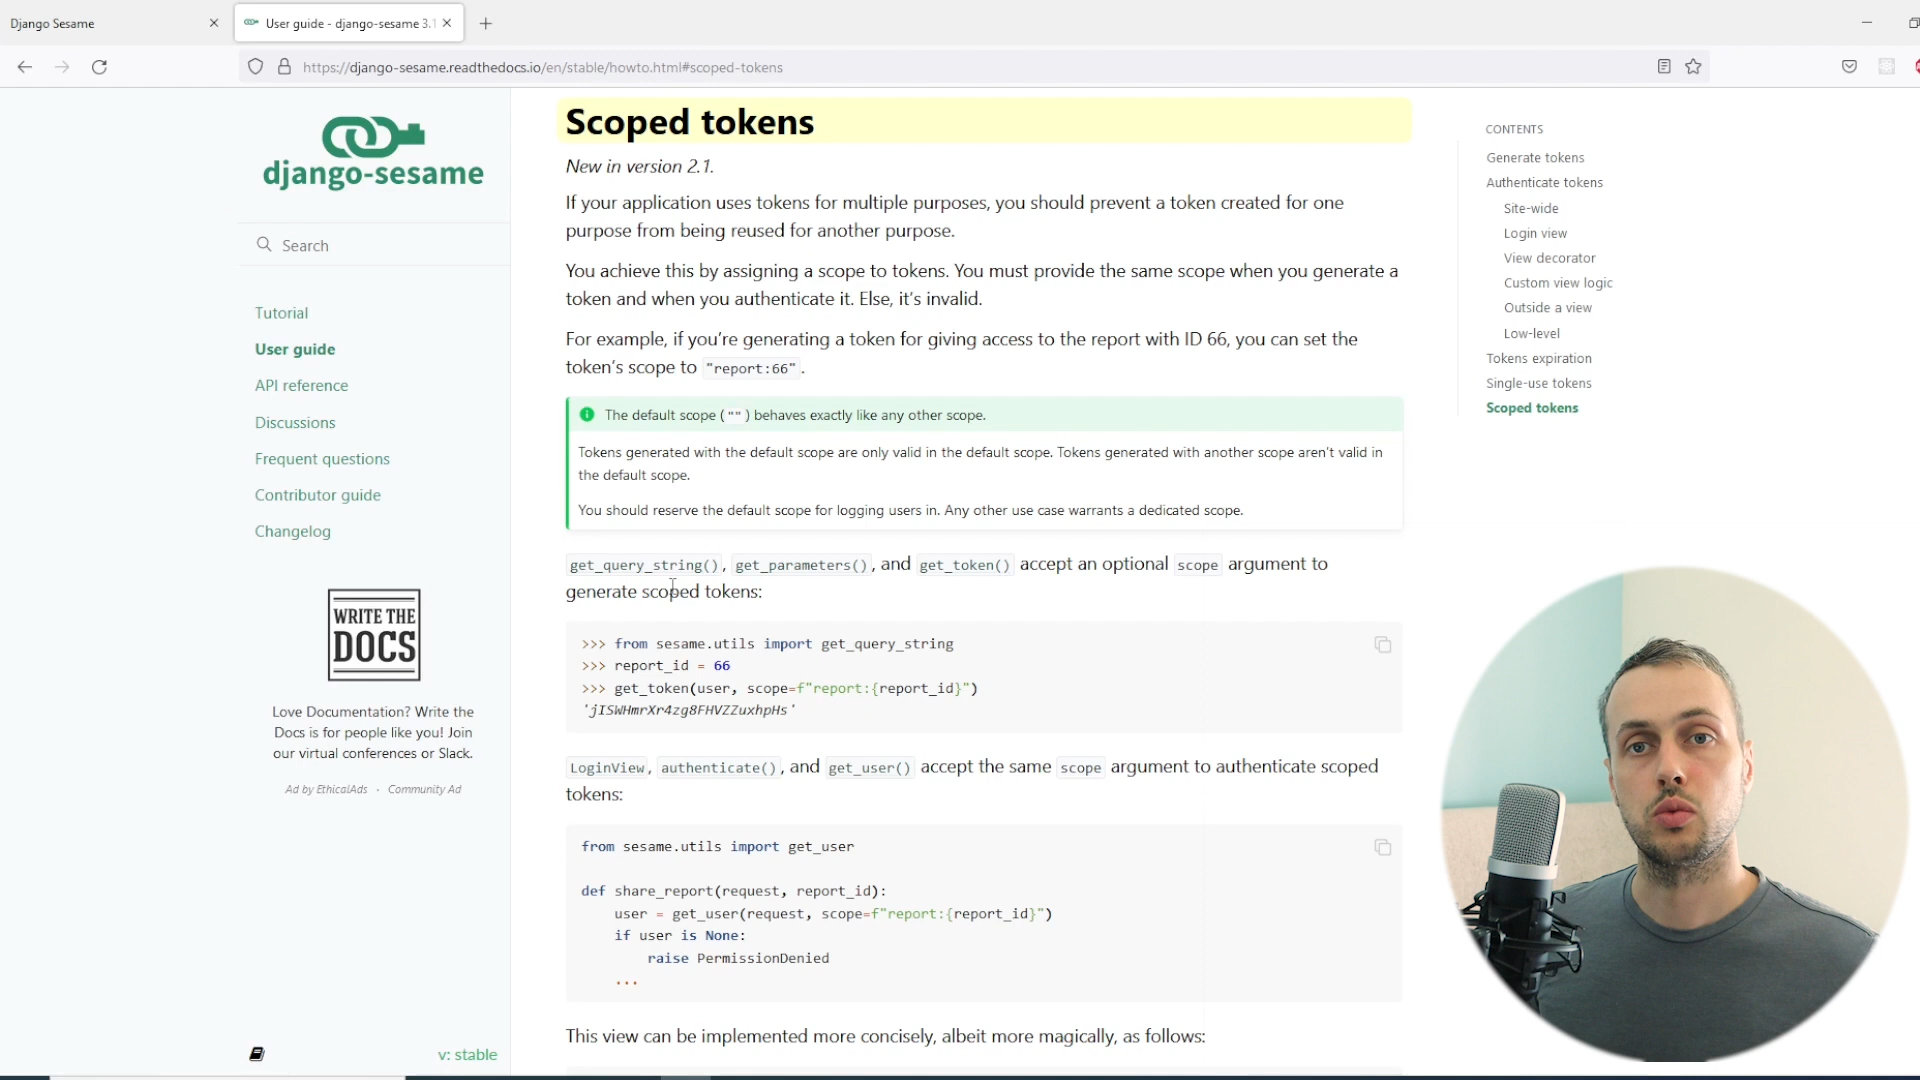 Django Sesame
User guide - django-sesame 3.1
https://django-sesame.readthedocs.io/en/stable/howto.html#scoped-tokens
django-sesame
Search
Tutorial
User guide
API reference
Discussions
Frequent questions
Contributor guide
Changelog
WRITE THE
DOCS
Love Documentation? Write the
Docs is for people like you! Join
our virtual conferences or Slack.
Ad by EthicalAds · Community Ad
v: stable
Scoped tokens
New in version 2.1.
If your application uses tokens for multiple purposes, you should prevent a token created for one
purpose from being reused for another purpose.
You achieve this by assigning a scope to tokens. You must provide the same scope when you generate a
token and when you authenticate it. Else, it's invalid.
For example, if you're generating a token for giving access to the report with ID 66, you can set the
token's scope to "report:66".
The default scope ("") behaves exactly like any other scope.
Tokens generated with the default scope are only valid in the default scope. Tokens generated with another scope aren't valid in
the default scope.
You should reserve the default scope for logging users in. Any other use case warrants a dedicated scope.
get_query_string(), get_parameters(), and get_token() accept an optional scope argument to
generate scoped tokens:
>>> from sesame.utils import get_query_string
>>> report_id = 66
>>> get_token(user, scope=f"report:{report_id}")
'jISWHmrXr4zg8FHVZZuxhpHs'
LoginView, authenticate(), and get_user() accept the same scope argument to authenticate scoped
tokens:
from sesame.utils import get_user
def share_report(request, report_id):
    user = get_user(request, scope=f"report:{report_id}")
    if user is None:
        raise PermissionDenied
    ...
This view can be implemented more concisely, albeit more magically, as follows:
CONTENTS
Generate tokens
Authenticate tokens
Site-wide
Login view
View decorator
Custom view logic
Outside a view
Low-level
Tokens expiration
Single-use tokens
Scoped tokens